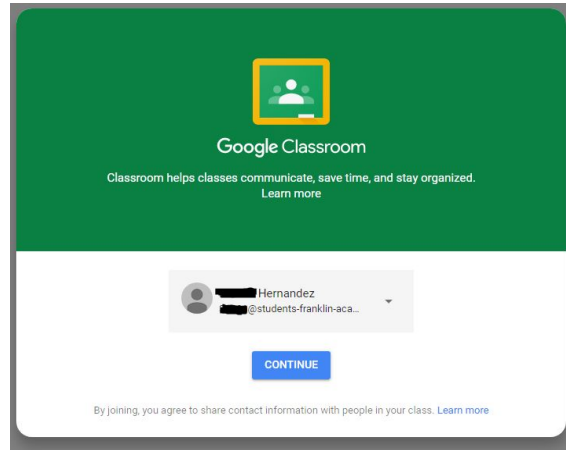 Google Classroom
Classroom helps classes communicate, save time, and stay organized.
Learn more
Hernandez
@students-franklin-aca...
CONTINUE
By joining, you agree to share contact information with people in your class. Learn more